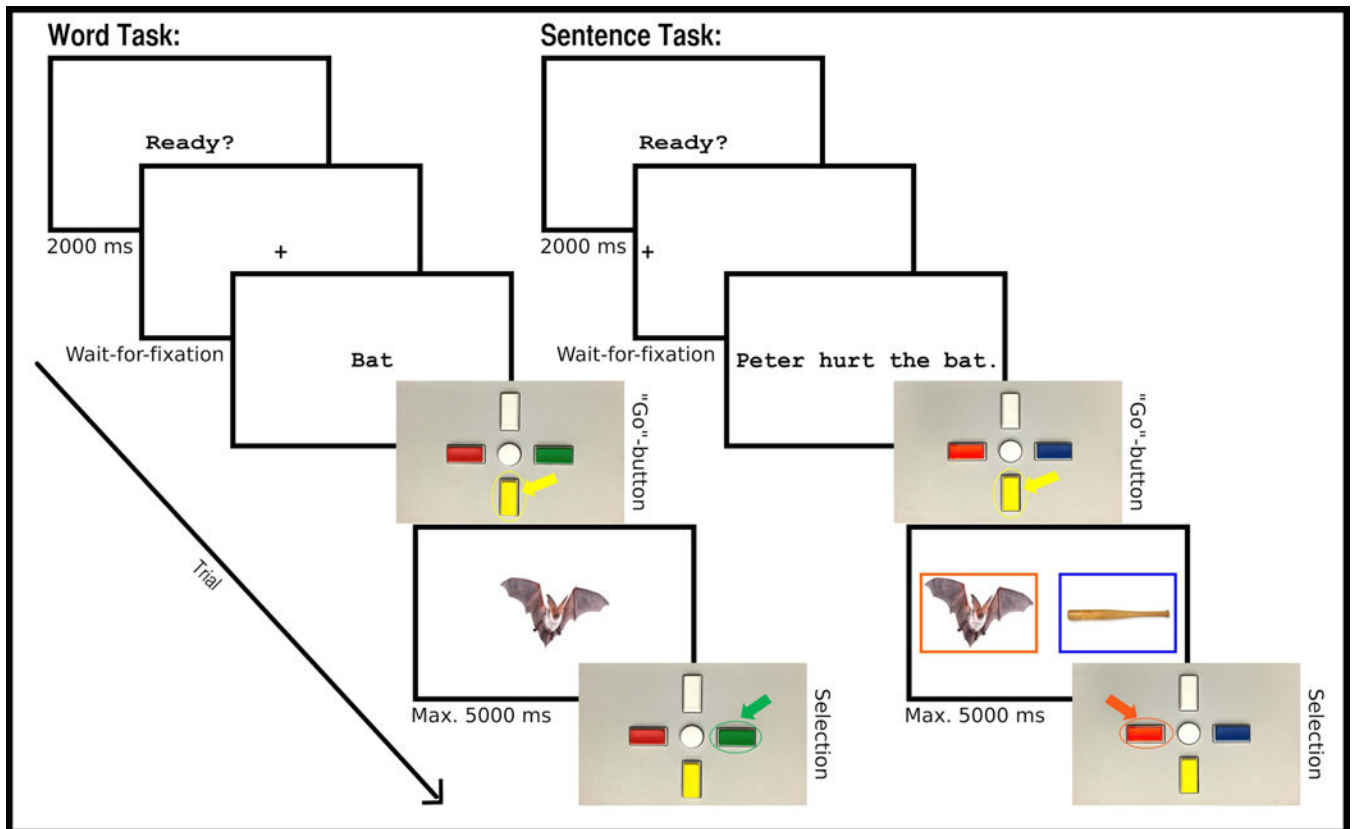 Word Task:
Ready?
2000 ms
+
Wait-for-fixation
Bat
"Go"-button
Max. 5000 ms
Selection
Trial
Sentence Task:
Ready?
2000 ms
+
Wait-for-fixation
Peter hurt the bat.
"Go"-button
Max. 5000 ms
Selection